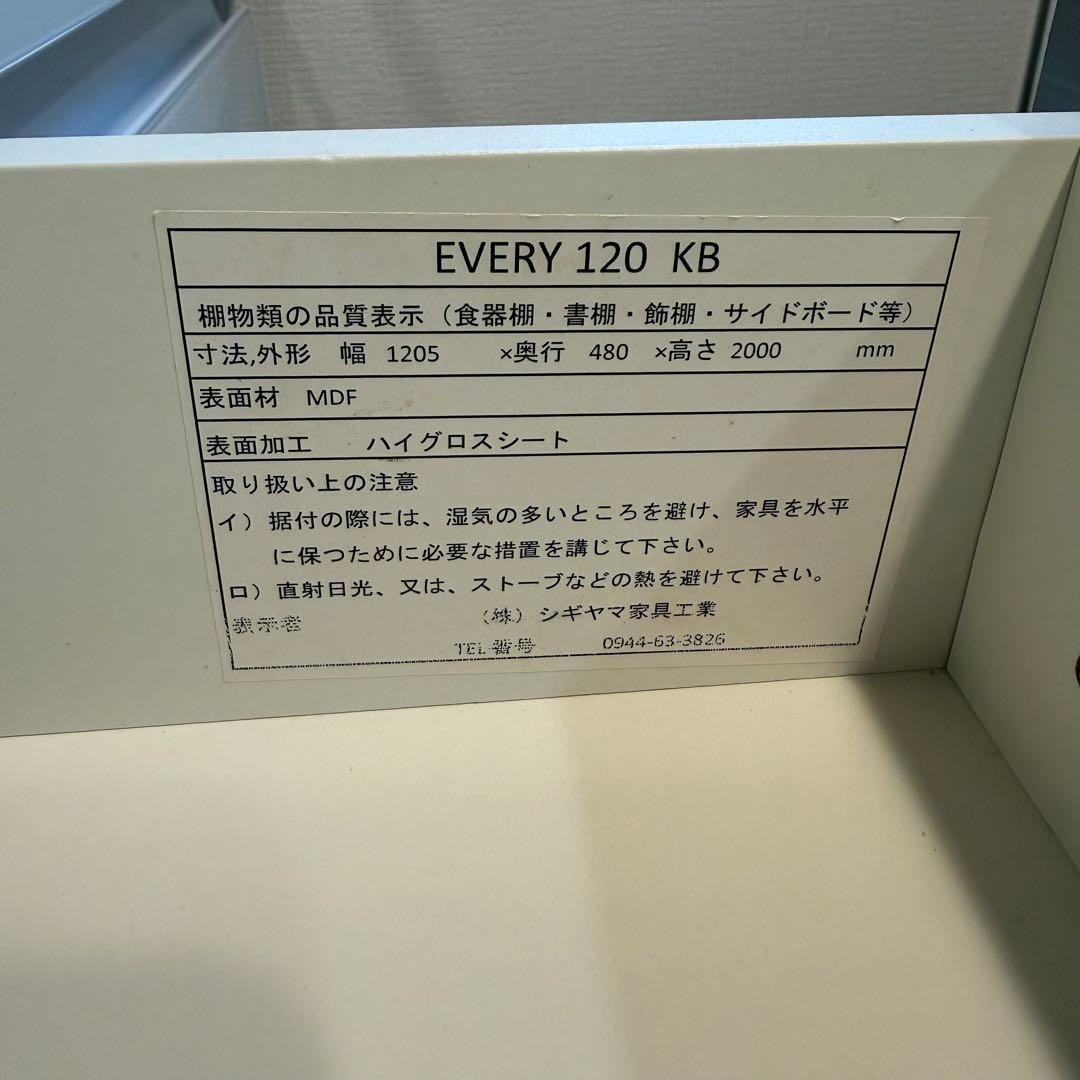 EVERY 120 KB
棚物類の品質表示（食器棚・書棚・飾棚・サイドボード等）
寸法,外形 幅 1205 ×奥行 480 ×高さ 2000 mm
表面材 MDF
表面加工 ハイグロスシート
取り扱い上の注意
イ）据付の際には、湿気の多いところを避け、家具を水平
に保つために必要な措置を講じて下さい。
ロ）直射日光、又は、ストーブなどの熱を避けて下さい。
表示者 （株）シギヤマ家具工業
TEL番号 0944-63-3826